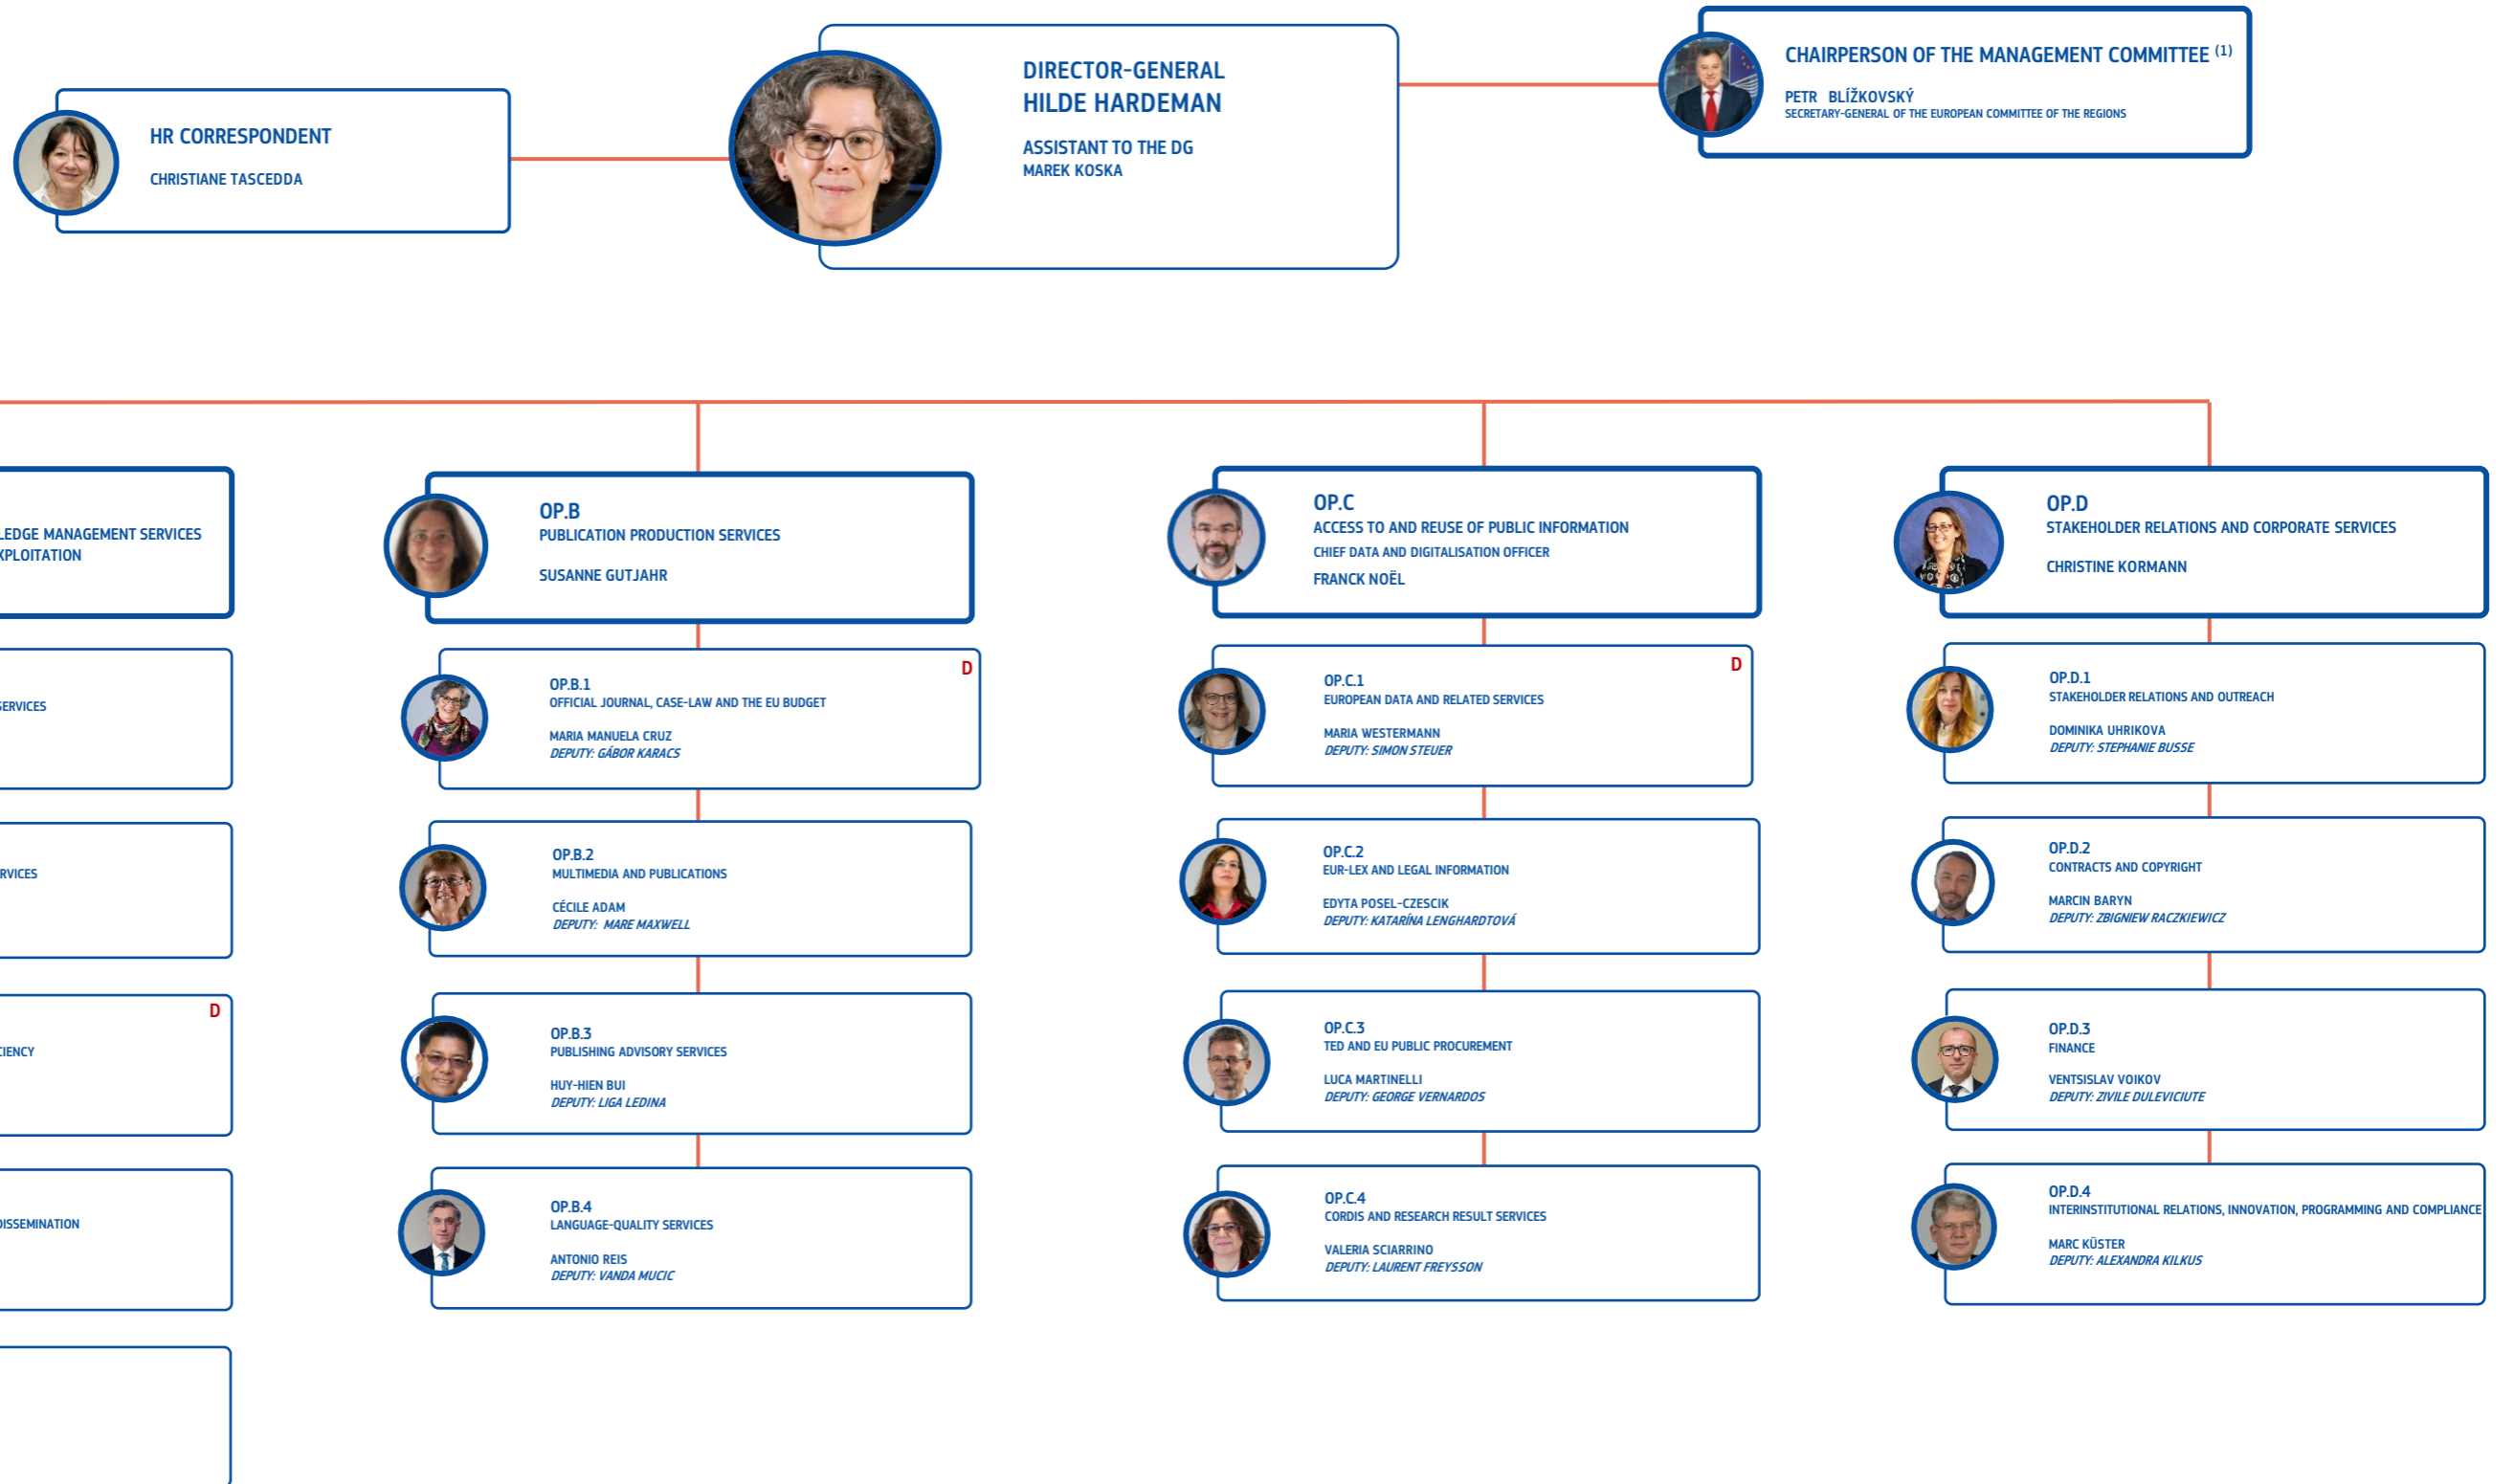 HR CORRESPONDENT
CHRISTIANE TASCEDDA
DIRECTOR-GENERAL
HILDE HARDEMAN
ASSISTANT TO THE DG
MAREK KOSKA
CHAIRPERSON OF THE MANAGEMENT COMMITTEE (1)
PETR BLÍŽKOVSKÝ
SECRETARY-GENERAL OF THE EUROPEAN COMMITTEE OF THE REGIONS
MANAGEMENT SERVICES
SERVICES
D
DISSEMINATION
OP.B
PUBLICATION PRODUCTION SERVICES
SUSANNE GUTJAHR
D
OP.B.1
OFFICIAL JOURNAL, CASE-LAW AND THE EU BUDGET
MARIA MANUELA CRUZ
DEPUTY: GÁBOR KARACS
OP.B.2
MULTIMEDIA AND PUBLICATIONS
CÉCILE ADAM
DEPUTY: MARE MAXWELL
OP.B.3
PUBLISHING ADVISORY SERVICES
HUY-HIEN BUI
DEPUTY: LIGA LEDINA
OP.B.4
LANGUAGE-QUALITY SERVICES
ANTONIO REIS
DEPUTY: VANDA MUCIC
OP.C
ACCESS TO AND REUSE OF PUBLIC INFORMATION
CHIEF DATA AND DIGITALISATION OFFICER
FRANCK NOËL
D
OP.C.1
EUROPEAN DATA AND RELATED SERVICES
MARIA WESTERMANN
DEPUTY: SIMON STEUER
OP.C.2
EUR-LEX AND LEGAL INFORMATION
EDYTA POSEL-CZESCIK
DEPUTY: KATARÍNA LENGHARDTOVÁ
OP.C.3
TED AND EU PUBLIC PROCUREMENT
LUCA MARTINELLI
DEPUTY: GEORGE VERNARDOS
OP.C.4
CORDIS AND RESEARCH RESULT SERVICES
VALERIA SCIARRINO
DEPUTY: LAURENT FREYSSON
OP.D
STAKEHOLDER RELATIONS AND CORPORATE SERVICES
CHRISTINE KORMANN
OP.D.1
STAKEHOLDER RELATIONS AND OUTREACH
DOMINIKA UHRIKOVA
DEPUTY: STEPHANIE BUSSE
OP.D.2
CONTRACTS AND COPYRIGHT
MARCIN BARYN
DEPUTY: ZBIGNIEW RACZKIEWICZ
OP.D.3
FINANCE
VENTSISLAV VOIKOV
DEPUTY: ZIVILE DULEVICIUTE
OP.D.4
INTERINSTITUTIONAL RELATIONS, INNOVATION, PROGRAMMING AND COMPLIANCE
MARC KÜSTER
DEPUTY: ALEXANDRA KILKUS